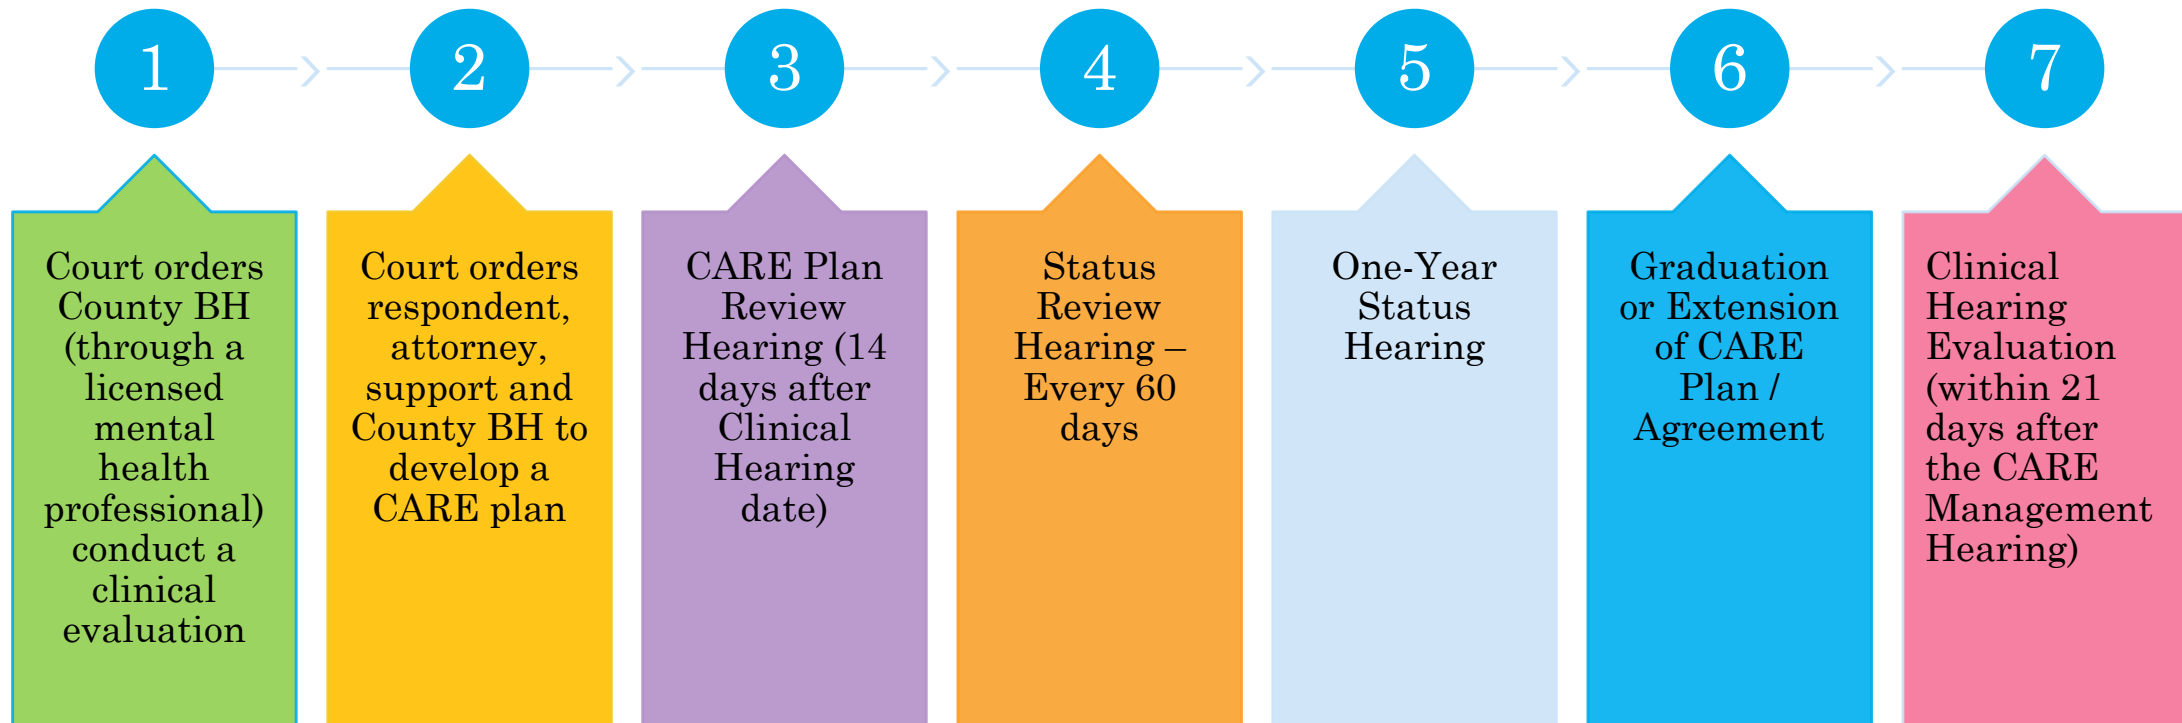 1
2
3
4
5
6
7
Court orders
County BH
(through a
licensed
mental
health
professional)
conduct a
clinical
evaluation
Court orders
respondent,
attorney,
support and
County BH to
develop a
CARE plan
CARE Plan
Review
Hearing (14
days after
Clinical
Hearing
date)
Status
Review
Hearing –
Every 60
days
One-Year
Status
Hearing
Graduation
or Extension
of CARE
Plan /
Agreement
Clinical
Hearing
Evaluation
(within 21
days after
the CARE
Management
Hearing)